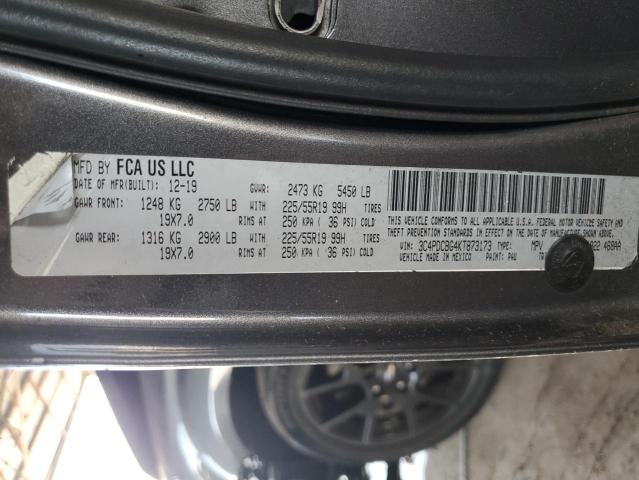 MFD BY FCA US LLC
DATE OF MFR(BUILT): 12-19 GVWR: 2473 KG 5450 LB
GAWR FRONT: 1248 KG 2750 LB WITH 225/55R19 99H TIRES
19X7.0 RIMS AT 250 KPA ( 36 PSI)COLD
GAWR REAR: 1316 KG 2900 LB WITH 225/55R19 99H TIRES
19X7.0 RIMS AT 250 KPA ( 36 PSI)COLD
THIS VEHICLE CONFORMS TO ALL APPLICABLE U.S.A. FEDERAL MOTOR VEHICLE SAFETY AND
THEFT PREVENTION STANDARDS IN EFFECT ON THE DATE OF MANUFACTURE SHOWN ABOVE.
VIN: 3C4PDCBG4KT873173 TYPE: MPV
VEHICLE MADE IN MEXICO PAINT: PAU